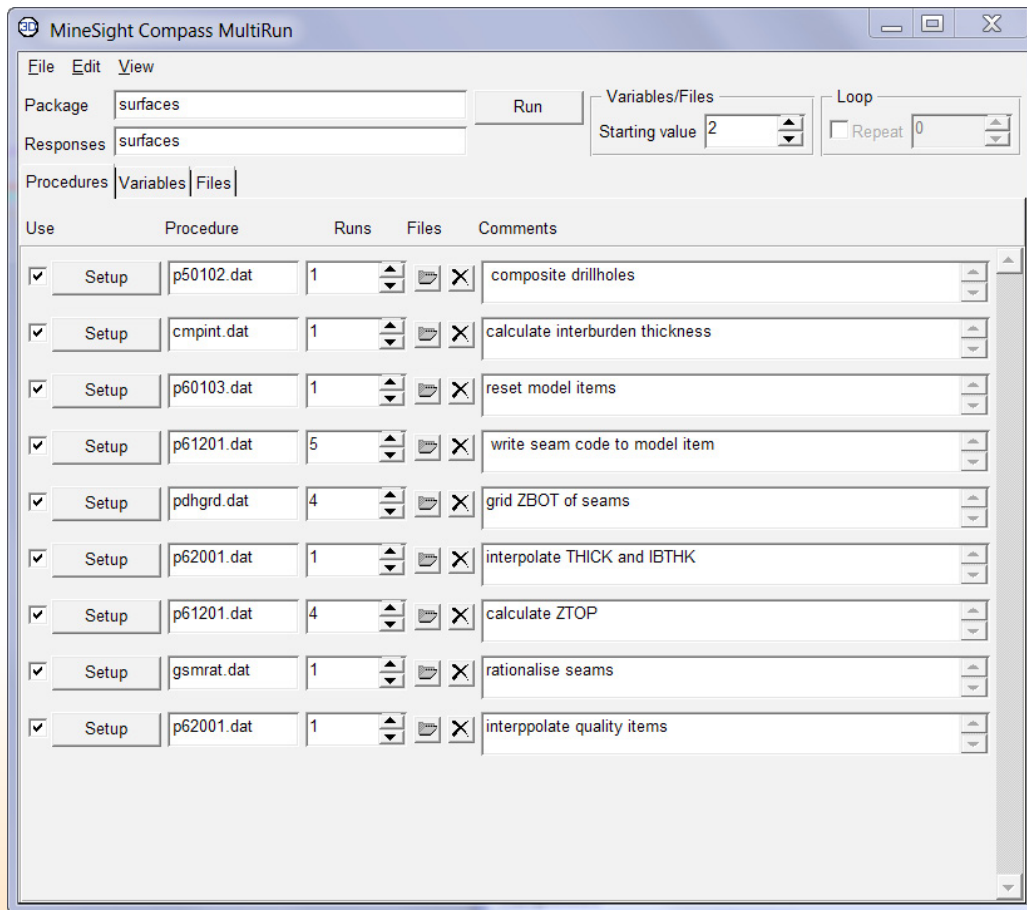 3D MineSight Compass MultiRun
File Edit View
Package surfaces Run Variables/Files Starting value 2 Loop Repeat 0
Responses surfaces
Procedures Variables Files
Use Procedure Runs Files Comments
Setup p50102.dat 1 composite drillholes
Setup cmpint.dat 1 calculate interburden thickness
Setup p60103.dat 1 reset model items
Setup p61201.dat 5 write seam code to model item
Setup pdhgrd.dat 4 grid ZBOT of seams
Setup p62001.dat 1 interpolate THICK and IBTHK
Setup p61201.dat 4 calculate ZTOP
Setup gsmrat.dat 1 rationalise seams
Setup p62001.dat 1 interppolate quality items